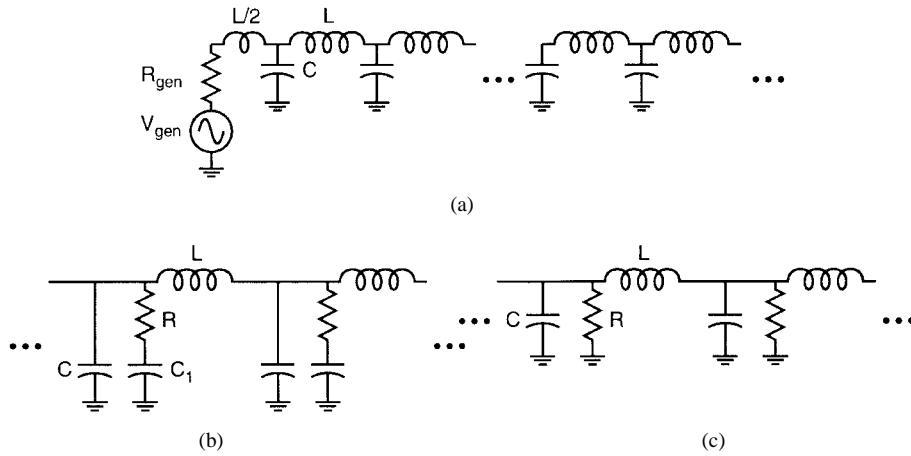 L/2 L
C
R_gen
V_gen
... ...
(a)
L
R
C C_1
... ...
(b)
L
C R
... ...
(c)